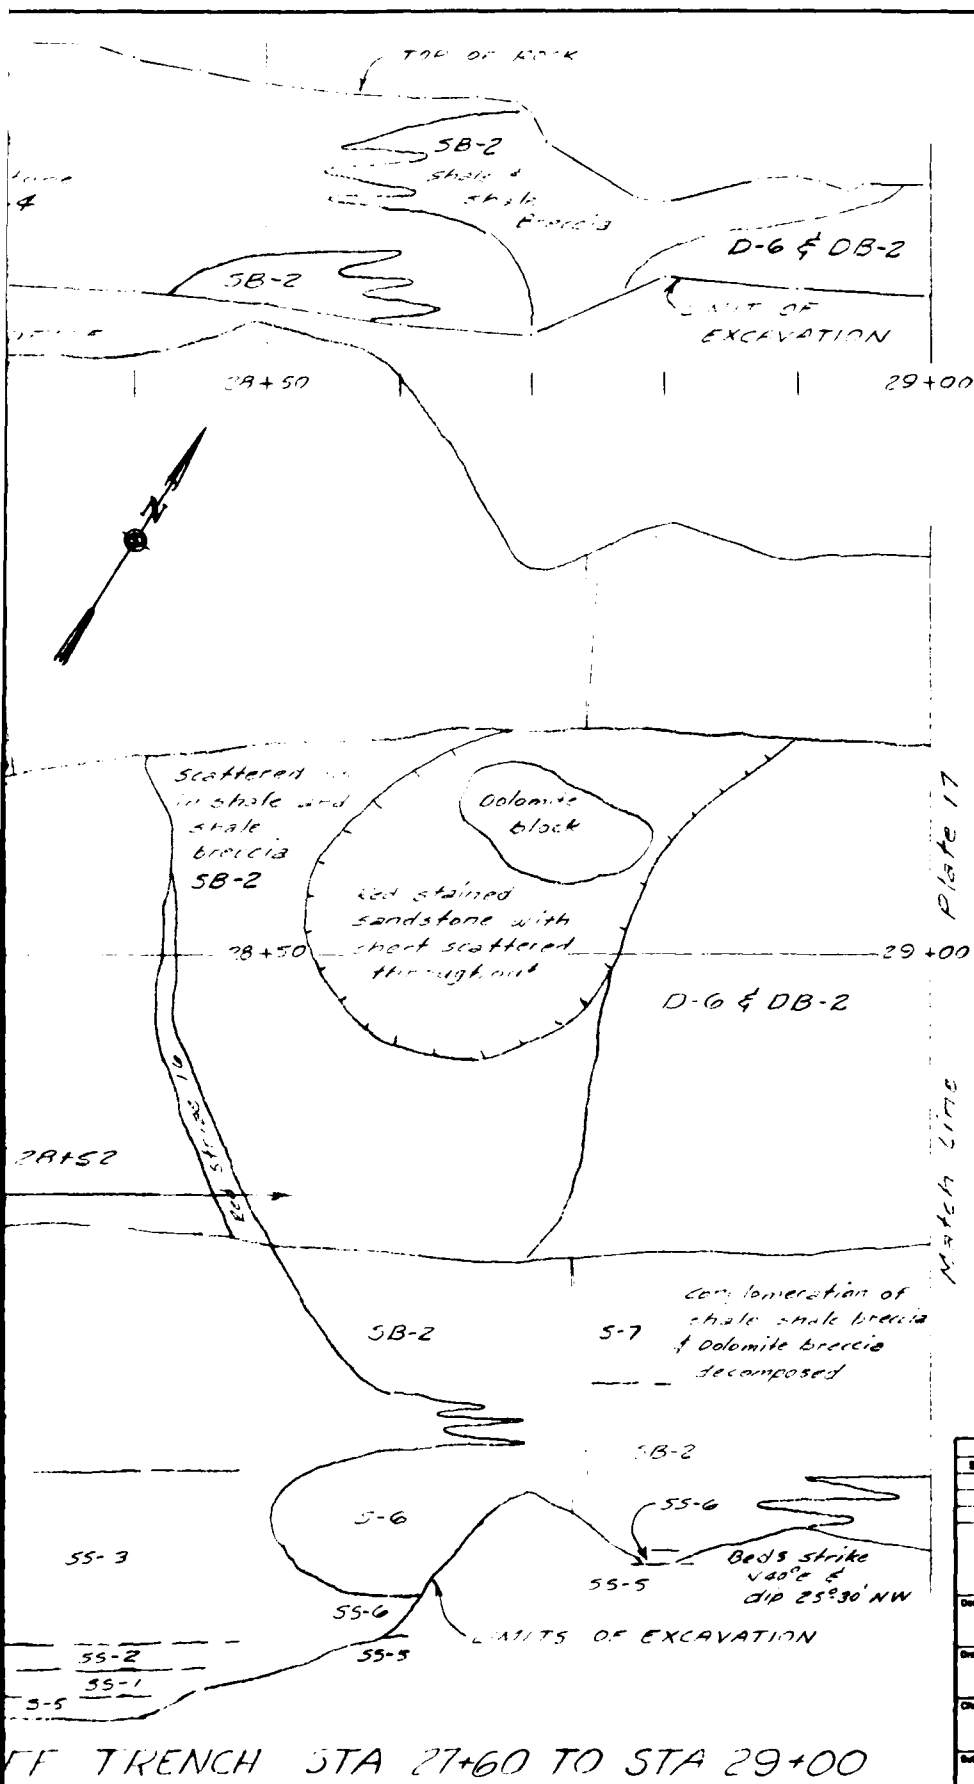 TOP OF ROCK
SB-2
shale &
shale
Breccia
4
D-6 & DB-2
SB-2
LIMIT OF
EXCAVATION
28+50
29+00
N
Scattered
in shale and
shale
breccia
SB-2
Dolomite
block
Red stained
sandstone with
chert scattered
throughout
28+50
29+00
D-6 & DB-2
Plate 17
Match Line
Red stripe 16
28+52
SB-2
S-7
Conglomeration of
shale shale breccia
& Dolomite breccia
decomposed
SB-2
S-6
SS-6
SS-3
SS-5
Beds strike
dip 25°30' NW
SS-6
LIMITS OF EXCAVATION
SS-5
SS-2
SS-1
S-5
FF TRENCH STA 27+60 TO STA 29+00